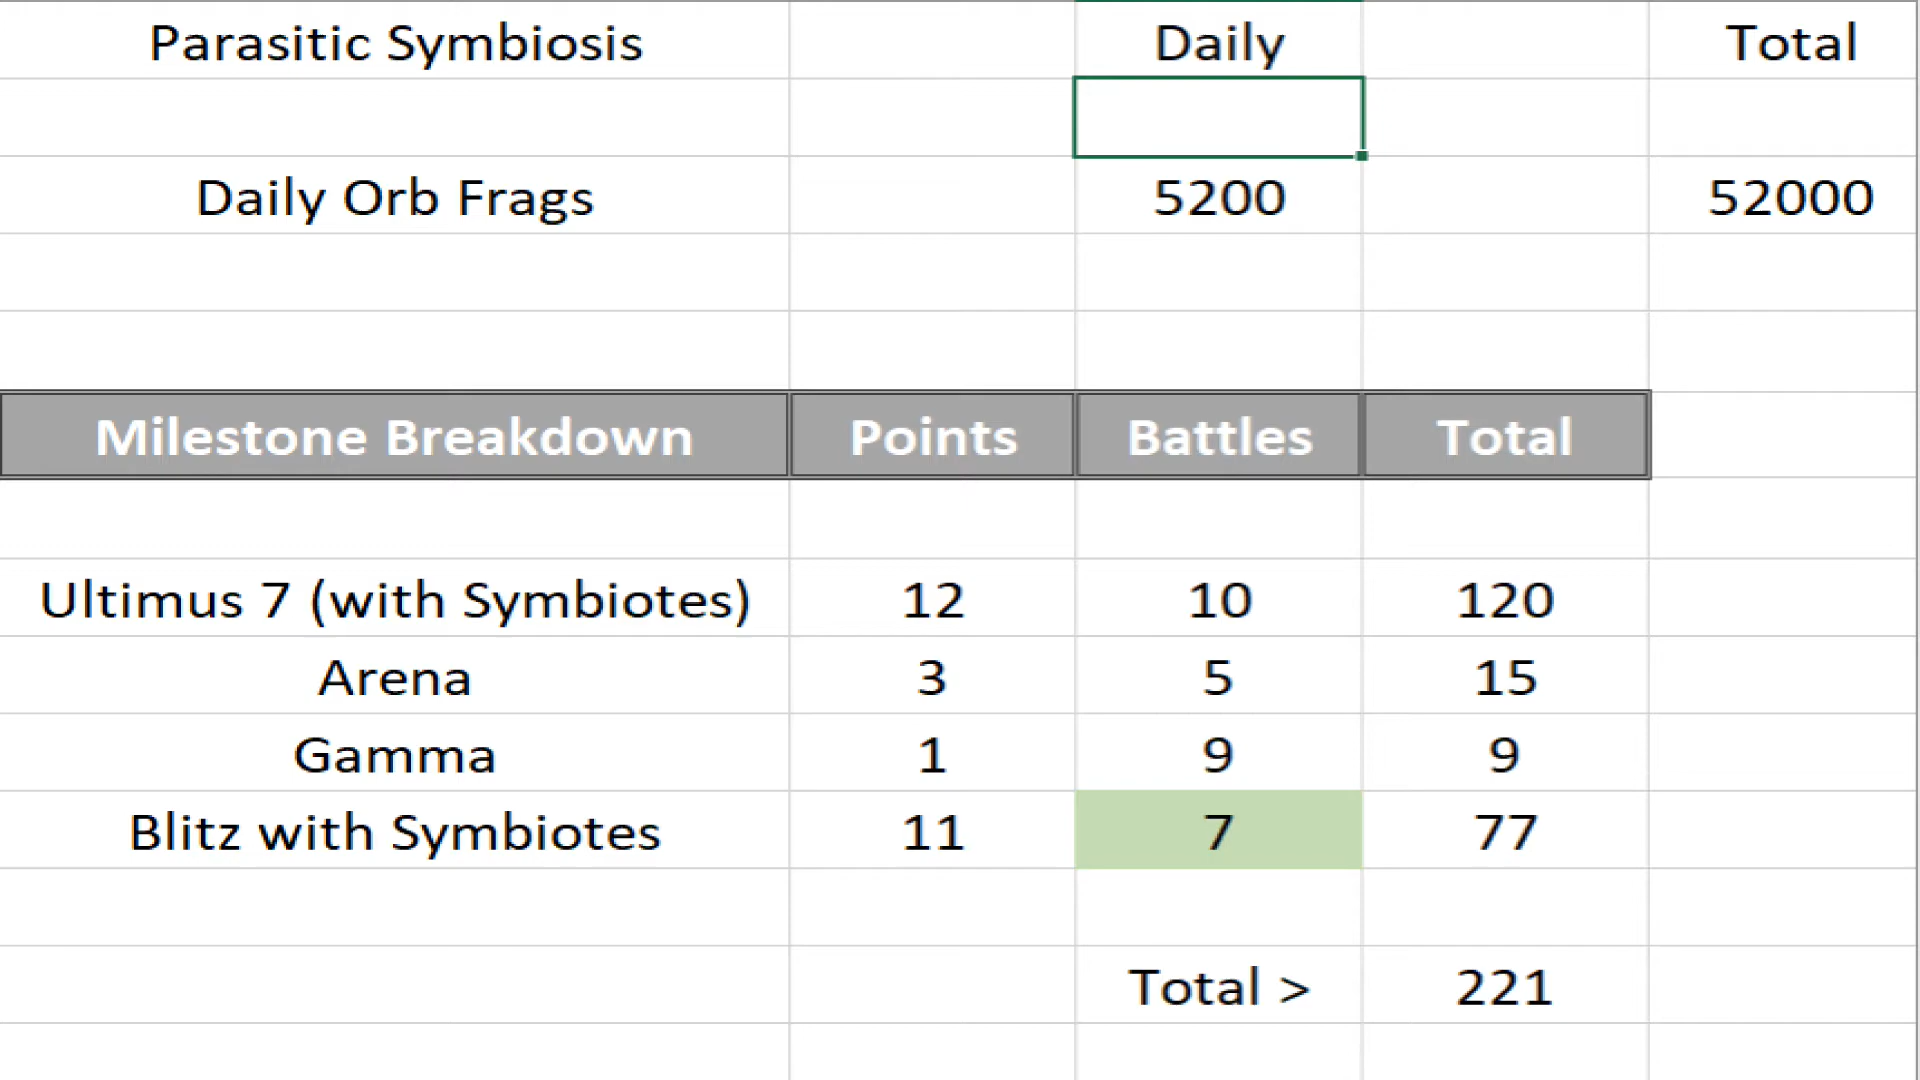 Parasitic Symbiosis Daily Total
Daily Orb Frags 5200 52000
Milestone Breakdown Points Battles Total
Ultimus 7 (with Symbiotes) 12 10 120
Arena 3 5 15
Gamma 1 9 9
Blitz with Symbiotes 11 7 77
Total > 221